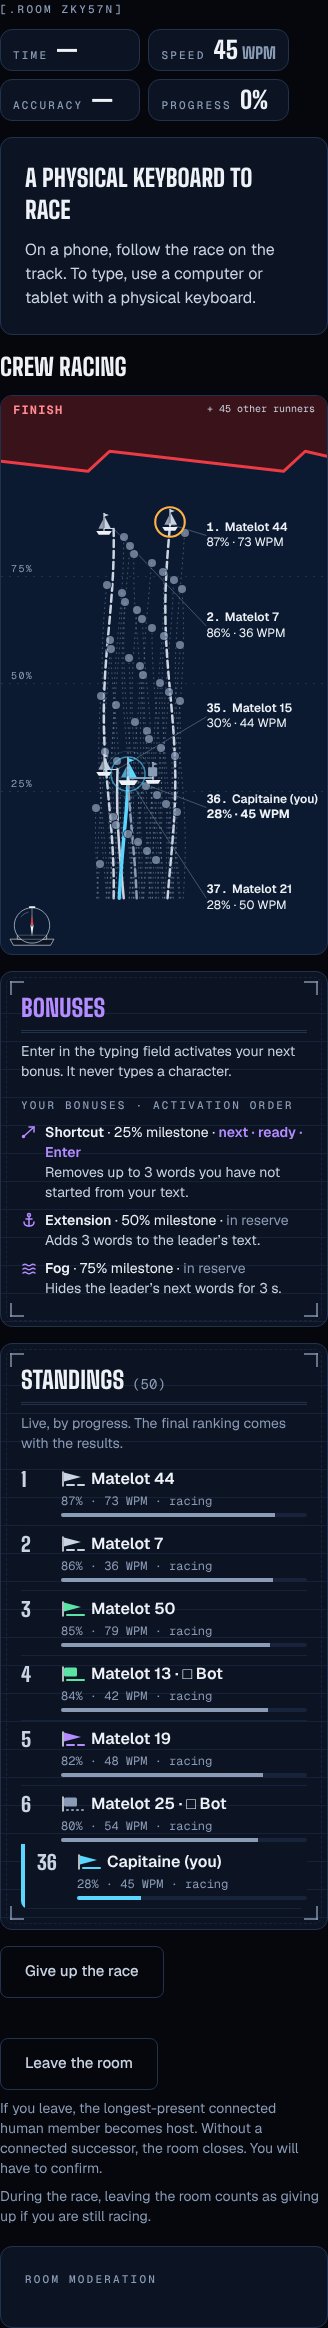 [.ROOM ZKY57N]
TIME —
SPEED 45 WPM
ACCURACY —
PROGRESS 0%
A PHYSICAL KEYBOARD TO
RACE
On a phone, follow the race on the
track. To type, use a computer or
tablet with a physical keyboard.
CREW RACING
FINISH
+ 45 other runners
1. Matelot 44
87% · 73 WPM
75%
2. Matelot 7
86% · 36 WPM
50%
35. Matelot 15
30% · 44 WPM
25%
36. Capitaine (you)
28% · 45 WPM
37. Matelot 21
28% · 50 WPM
BONUSES
Enter in the typing field activates your next
bonus. It never types a character.
YOUR BONUSES · ACTIVATION ORDER
Shortcut · 25% milestone · next · ready ·
Enter
Removes up to 3 words you have not
started from your text.
Extension · 50% milestone · in reserve
Adds 3 words to the leader’s text.
Fog · 75% milestone · in reserve
Hides the leader’s next words for 3 s.
STANDINGS (50)
Live, by progress. The final ranking comes
with the results.
1 Matelot 44
87% · 73 WPM · racing
2 Matelot 7
86% · 36 WPM · racing
3 Matelot 50
85% · 79 WPM · racing
4 Matelot 13 · □ Bot
84% · 42 WPM · racing
5 Matelot 19
82% · 48 WPM · racing
6 Matelot 25 · □ Bot
80% · 54 WPM · racing
36 Capitaine (you)
28% · 45 WPM · racing
Give up the race
Leave the room
If you leave, the longest-present connected
human member becomes host. Without a
connected successor, the room closes. You will
have to confirm.
During the race, leaving the room counts as giving
up if you are still racing.
ROOM MODERATION